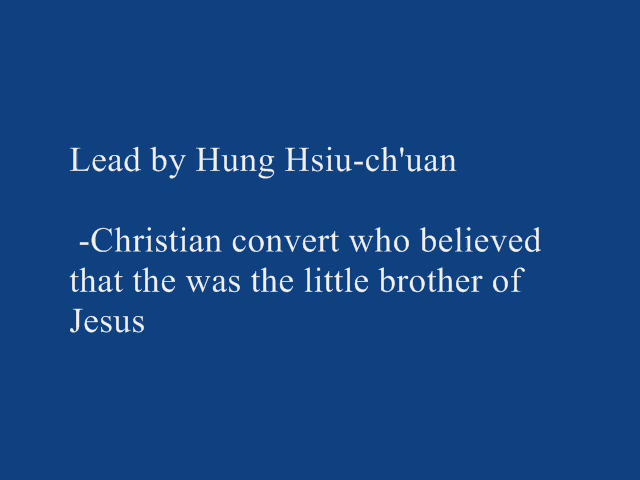 Lead by Hung Hsiu-ch'uan
-Christian convert who believed
that the was the little brother of
Jesus